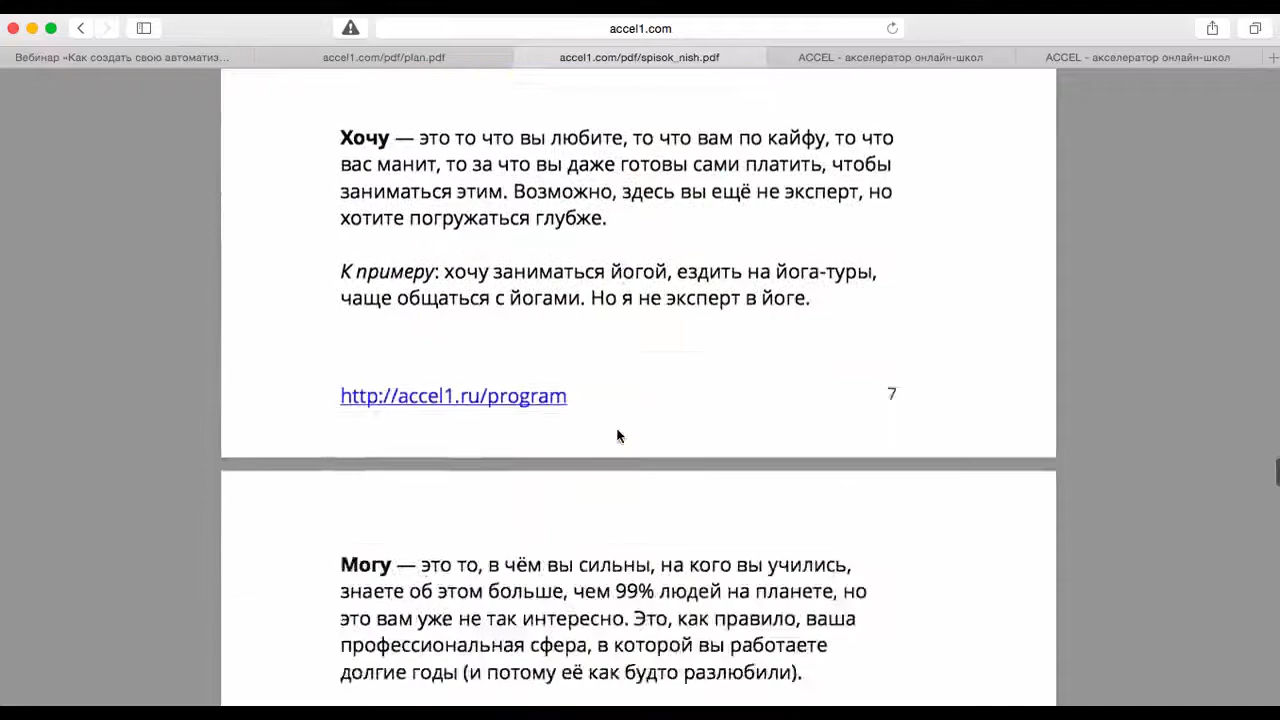 accel1.com
Вебинар «Как создать свою автоматиз...
accel1.com/pdf/plan.pdf
accel1.com/pdf/spisok_nish.pdf
ACCEL - акселератор онлайн-школ
ACCEL - акселератор онлайн-школ
Хочу — это то что вы любите, то что вам по кайфу, то что
вас манит, то за что вы даже готовы сами платить, чтобы
заниматься этим. Возможно, здесь вы ещё не эксперт, но
хотите погружаться глубже.
К примеру: хочу заниматься йогой, ездить на йога-туры,
чаще общаться с йогами. Но я не эксперт в йоге.
http://accel1.ru/program
7
Могу — это то, в чём вы сильны, на кого вы учились,
знаете об этом больше, чем 99% людей на планете, но
это вам уже не так интересно. Это, как правило, ваша
профессиональная сфера, в которой вы работаете
долгие годы (и потому её как будто разлюбили).